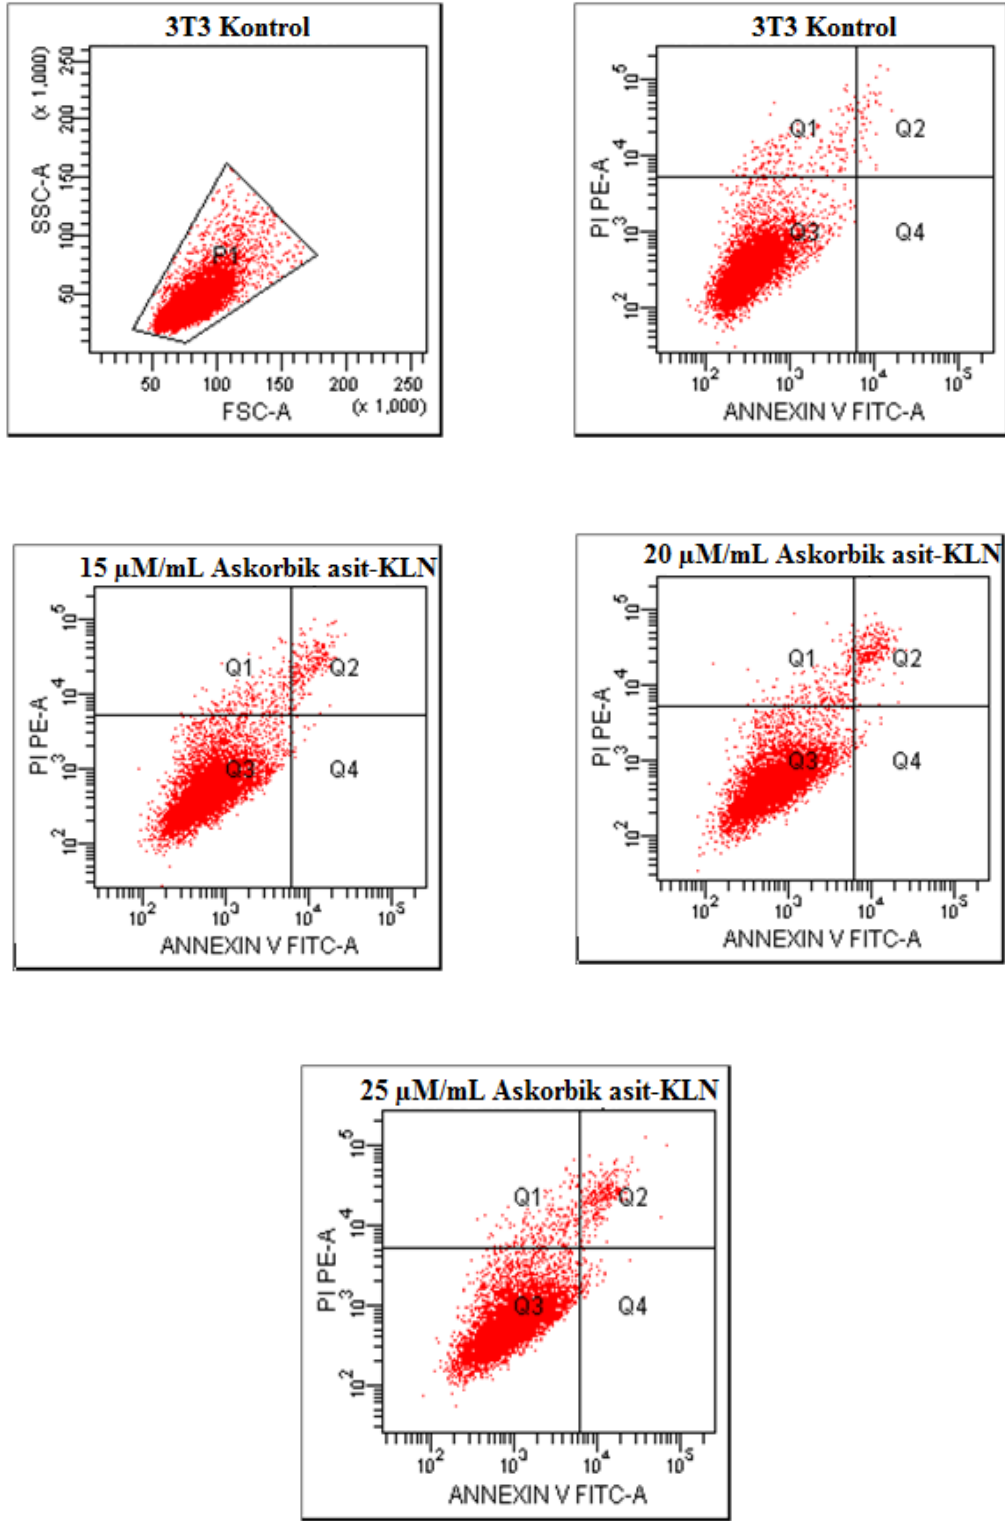 3T3 Kontrol
250
200
150
100
50
(x 1,000)
SSC-A
P1
50 100 150 200 250
FSC-A (x 1,000)
3T3 Kontrol
10^5
10^4
10^3
10^2
PI PE-A
Q1 Q2
Q3 Q4
10^2 10^3 10^4 10^5
ANNEXIN V FITC-A
15 µM/mL Askorbik asit-KLN
10^5
10^4
10^3
10^2
PI PE-A
Q1 Q2
Q3 Q4
10^2 10^3 10^4 10^5
ANNEXIN V FITC-A
20 µM/mL Askorbik asit-KLN
10^5
10^4
10^3
10^2
PI PE-A
Q1 Q2
Q3 Q4
10^2 10^3 10^4 10^5
ANNEXIN V FITC-A
25 µM/mL Askorbik asit-KLN
10^5
10^4
10^3
10^2
PI PE-A
Q1 Q2
Q3 Q4
10^2 10^3 10^4 10^5
ANNEXIN V FITC-A